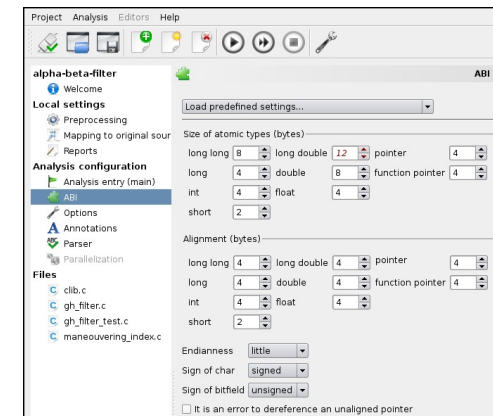 Project Analysis Editors Help
alpha-beta-filter
Welcome
Local settings
Preprocessing
Mapping to original sour
Reports
Analysis configuration
Analysis entry (main)
ABI
Options
Annotations
Parser
Parallelization
Files
clib.c
gh_filter.c
gh_filter_test.c
maneouvering_index.c
ABI
Load predefined settings...
Size of atomic types (bytes)
long long 8 long double 12 pointer 4
long 4 double 8 function pointer 4
int 4 float 4
short 2
Alignment (bytes)
long long 4 long double 4 pointer 4
long 4 double 4 function pointer 4
int 4 float 4
short 2
Endianness little
Sign of char signed
Sign of bitfield unsigned
It is an error to dereference an unaligned pointer